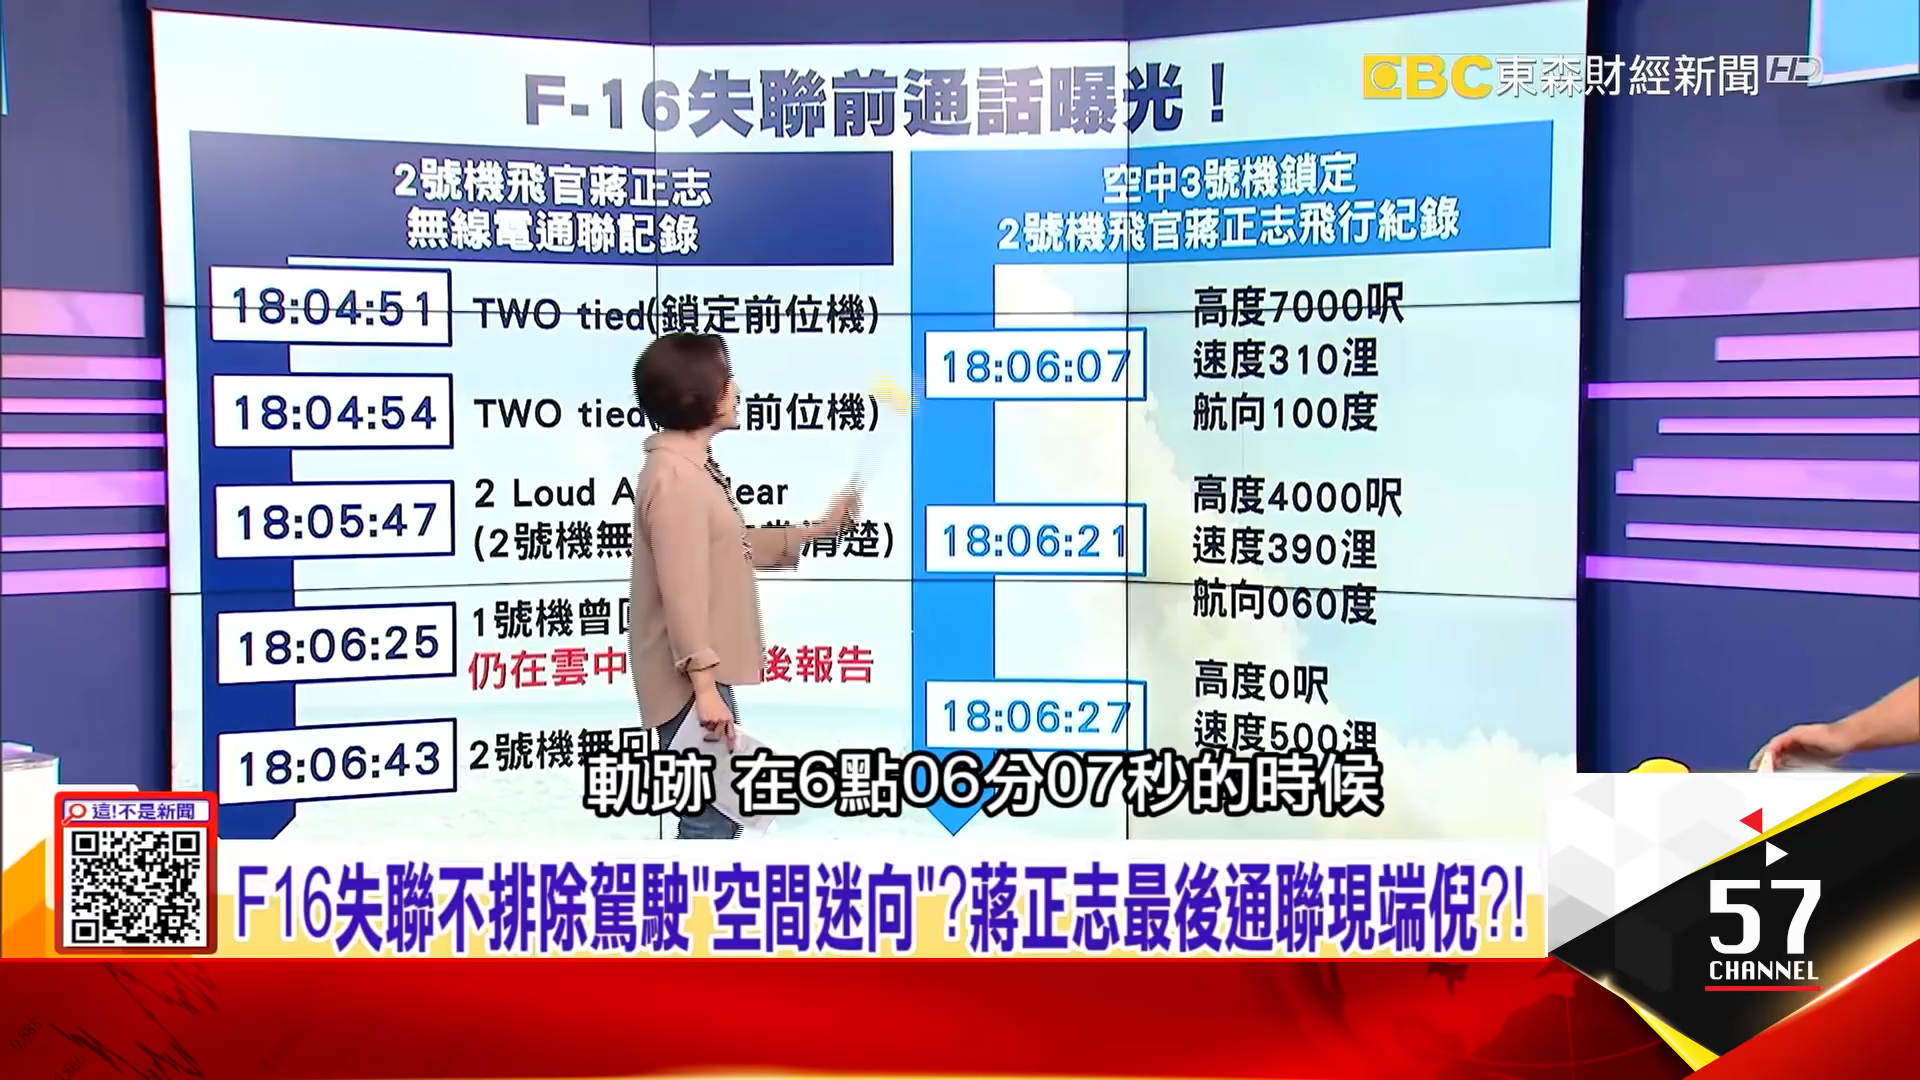 EBC東森財經新聞HD
F-16失聯前通話曝光！
2號機飛官蔣正志
無線電通聯記錄
18:04:51
TWO tied(鎖定前位機)
18:04:54
TWO tied 前位機)
18:05:47
2 Loud A lear
(2號機無 清楚)
18:06:25
1號機曾
仍在雲中 後報告
18:06:43
2號機無回
空中3號機鎖定
2號機飛官蔣正志飛行紀錄
18:06:07
高度7000呎
速度310浬
航向100度
18:06:21
高度4000呎
速度390浬
航向060度
18:06:27
高度0呎
速度500浬
軌跡 在6點06分07秒的時候
這!不是新聞
F16失聯不排除駕駛"空間迷向"?蔣正志最後通聯現端倪?!
57
CHANNEL